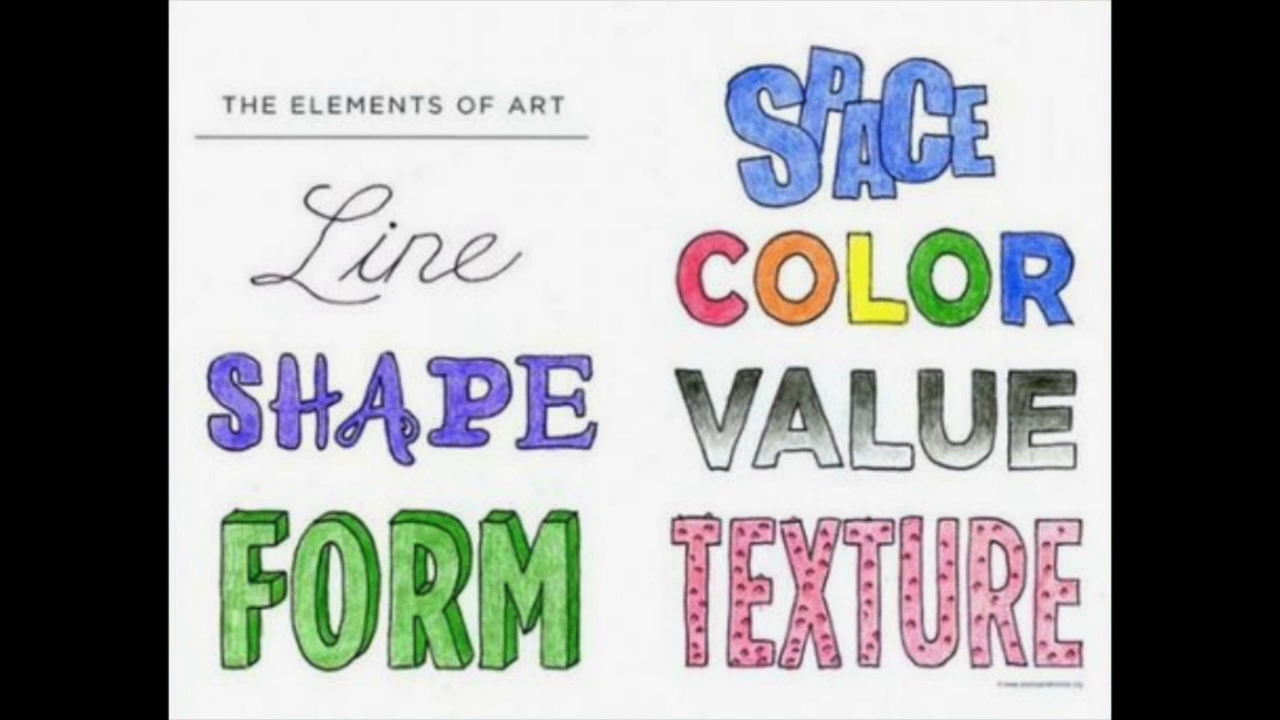 THE ELEMENTS OF ART
Line
SHAPE
FORM
SPACE
COLOR
VALUE
TEXTURE